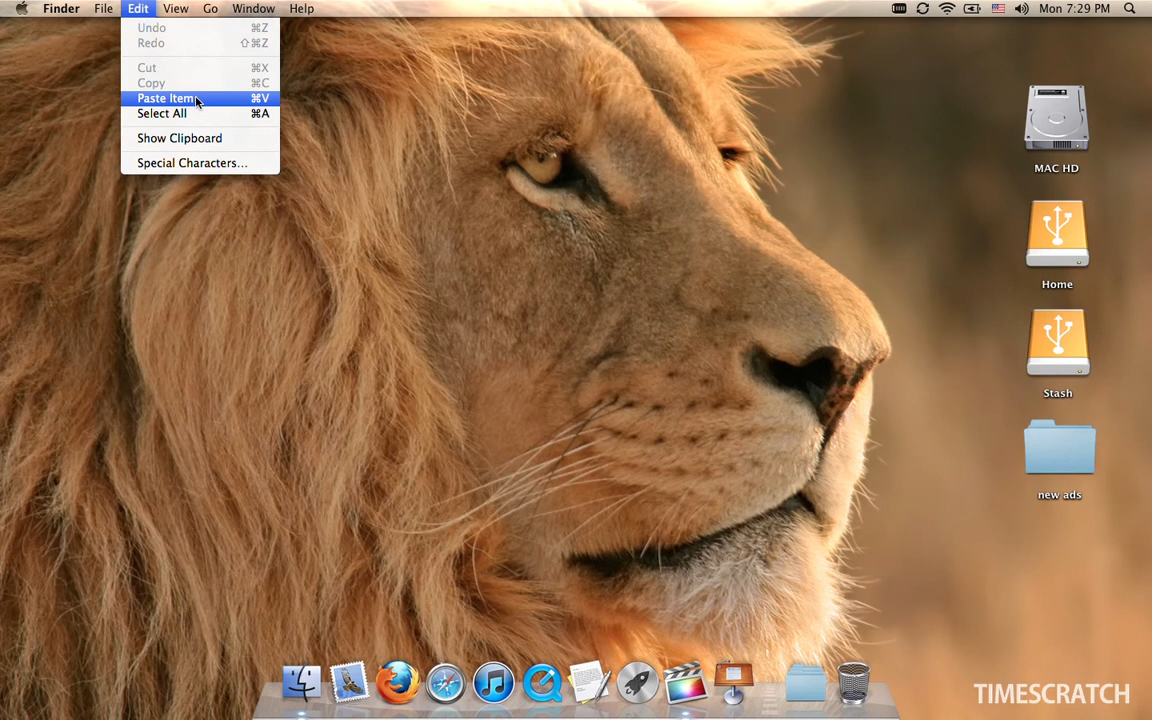 Finder File Edit View Go Window Help Mon 7:29 PM
Undo ⌘Z
Redo ⇧⌘Z
Cut ⌘X
Copy ⌘C
Paste Item ⌘V
Select All ⌘A
Show Clipboard
Special Characters...
MAC HD
Home
Stash
new ads
TIMESCRATCH